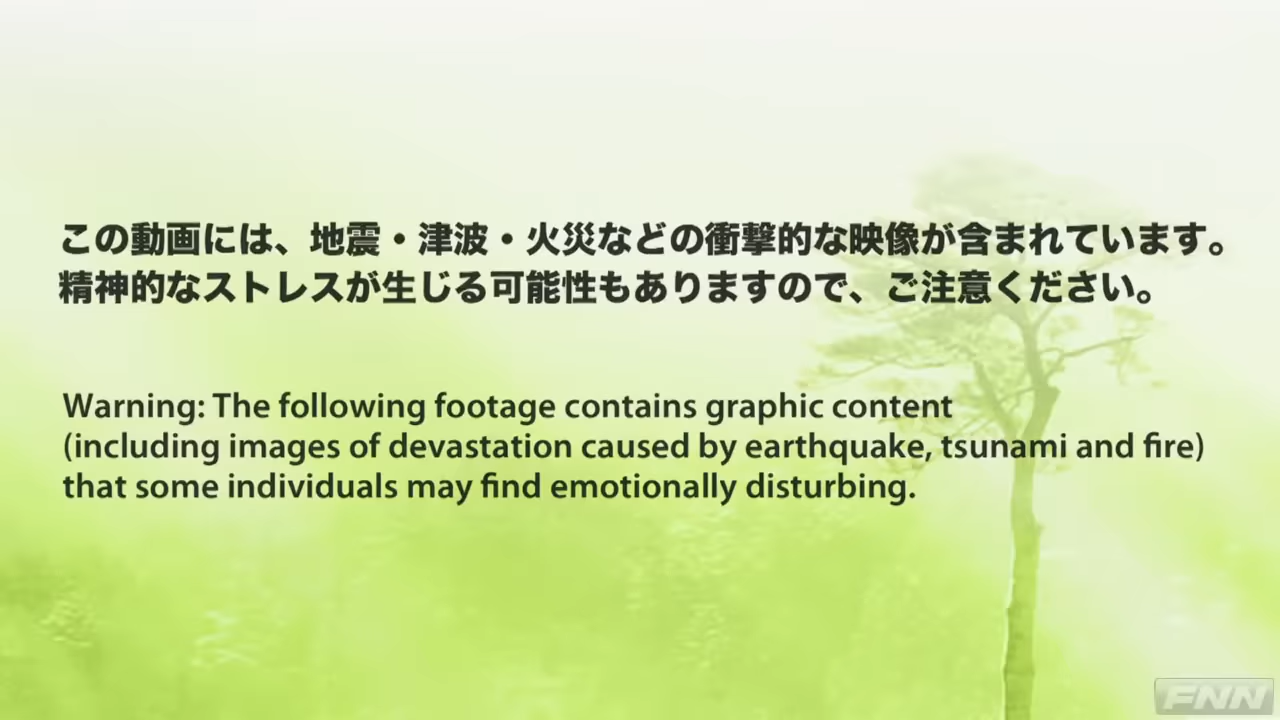 この動画には、地震・津波・火災などの衝撃的な映像が含まれています。
精神的なストレスが生じる可能性もありますので、ご注意ください。
Warning: The following footage contains graphic content
(including images of devastation caused by earthquake, tsunami and fire)
that some individuals may find emotionally disturbing.
FNN